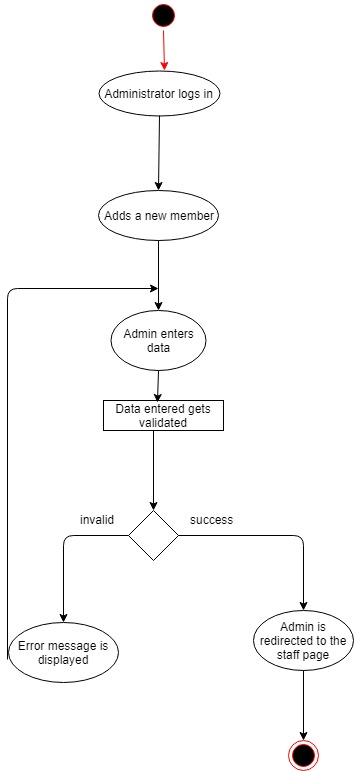 Administrator logs in
Adds a new member
Admin enters
data
Data entered gets
validated
invalid
success
Error message is
displayed
Admin is
redirected to the
staff page